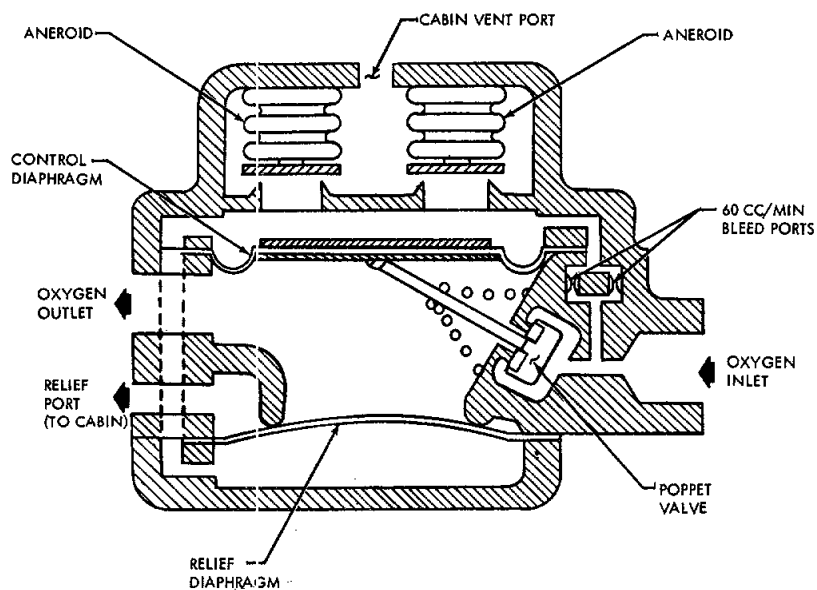 CABIN VENT PORT
ANEROID
ANEROID
CONTROL
DIAPHRAGM
60 CC/MIN
BLEED PORTS
OXYGEN
OUTLET
OXYGEN
INLET
RELIEF
PORT
(TO CABIN)
POPPET
VALVE
RELIEF
DIAPHRAGM